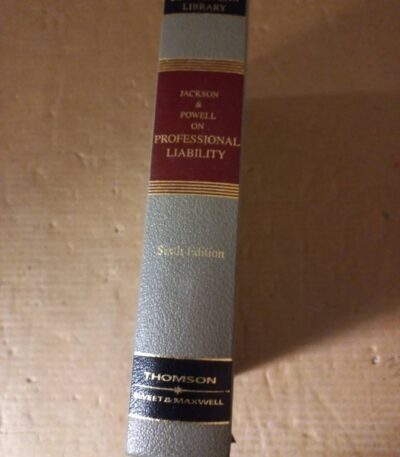 LIBRARY
JACKSON
&
POWELL
ON
PROFESSIONAL
LIABILITY
Sixth Edition
THOMSON
SWEET & MAXWELL